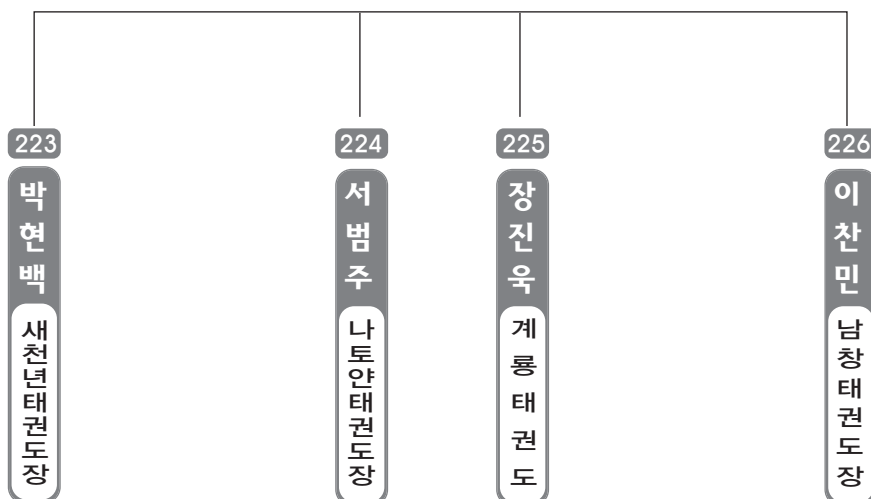 223
박현백
새천년태권도장
224
서범주
나토얀태권도장
225
장진욱
계룡태권도
226
이찬민
남창태권도장